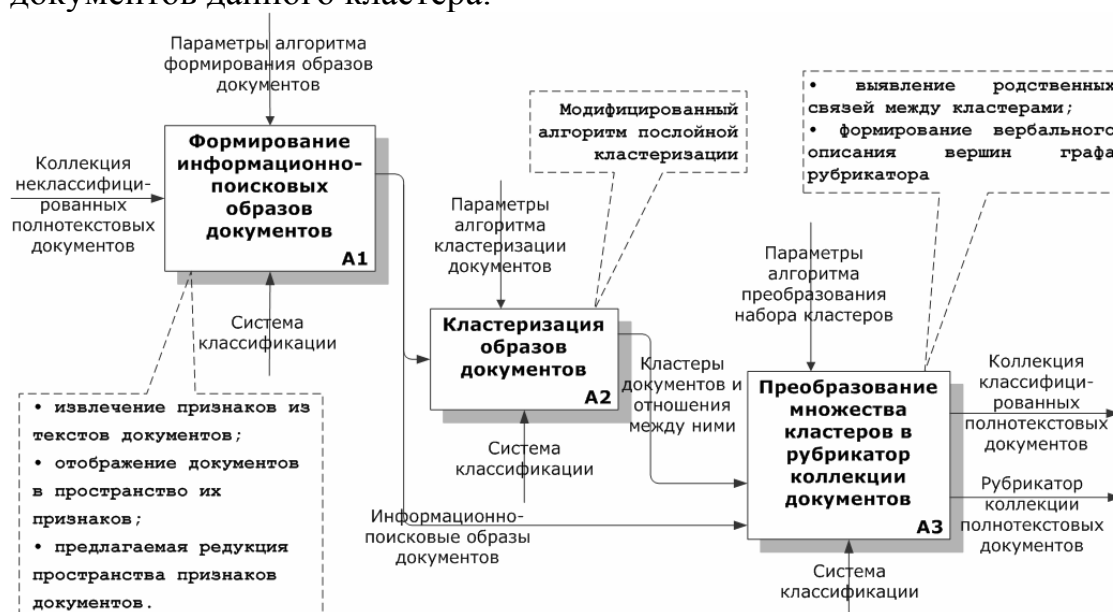 документов данного кластера.
Параметры алгоритма
формирования образов
документов
Формирование
информационно-
поисковых
образов
документов
A1
Коллекция
неклассифици-
рованных
полнотекстовых
документов
Система
классификации
• извлечение признаков из
текстов документов;
• отображение документов
в пространство их
признаков;
• предлагаемая редукция
пространства признаков
документов.
Модифицированный
алгоритм послойной
кластеризации
Параметры
алгоритма
кластеризации
документов
Кластеризация
образов
документов
A2
Система
классификации
Информационно-
поисковые образы
документов
Кластеры
документов и
отношения
между ними
• выявление родственных
связей между кластерами;
• формирование вербального
описания вершин графа
рубрикатора
Параметры
алгоритма
преобразования
набора кластеров
Преобразование
множества
кластеров в
рубрикатор
коллекции
документов
A3
Система
классификации
Коллекция
классифици-
рованных
полнотекстовых
документов
Рубрикатор
коллекции
полнотекстовых
документов